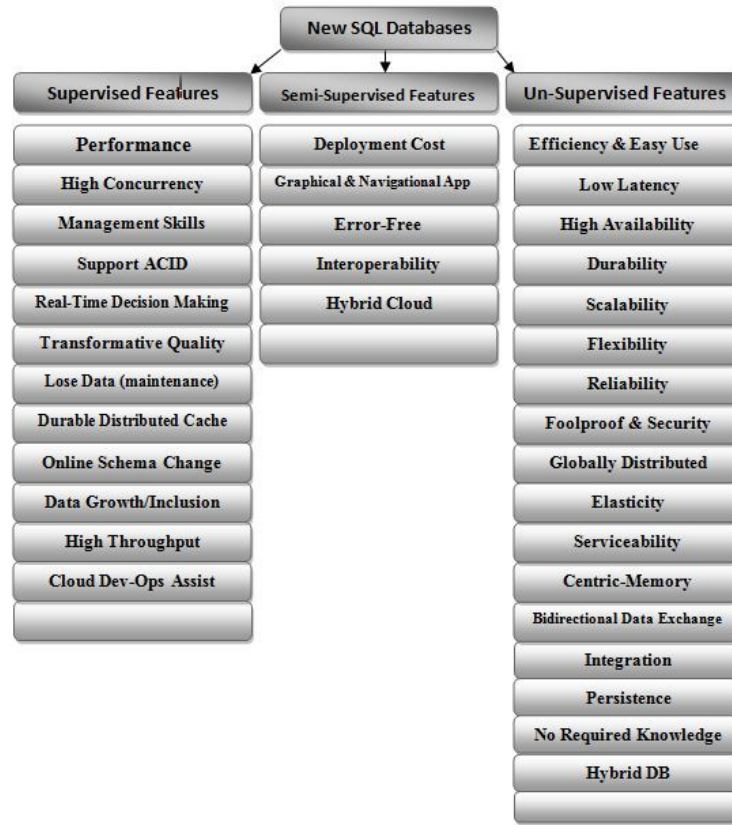 New SQL Databases
Supervised Features
Performance
High Concurrency
Management Skills
Support ACID
Real-Time Decision Making
Transformative Quality
Lose Data (maintenance)
Durable Distributed Cache
Online Schema Change
Data Growth/Inclusion
High Throughput
Cloud Dev-Ops Assist
Semi-Supervised Features
Deployment Cost
Graphical & Navigational App
Error-Free
Interoperability
Hybrid Cloud
Un-Supervised Features
Efficiency & Easy Use
Low Latency
High Availability
Durability
Scalability
Flexibility
Reliability
Foolproof & Security
Globally Distributed
Elasticity
Serviceability
Centric-Memory
Bidirectional Data Exchange
Integration
Persistence
No Required Knowledge
Hybrid DB